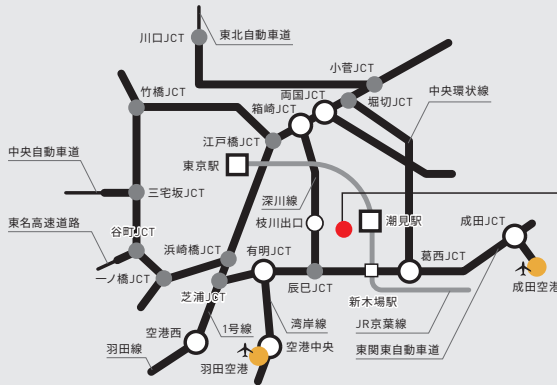 東北自動車道
川口JCT
小菅JCT
竹橋JCT
両国JCT
中央環状線
箱崎JCT
堀切JCT
江戸橋JCT
中央自動車道
東京駅
三宅坂JCT
深川線
東名高速道路
谷町JCT
枝川出口
潮見駅
成田JCT
浜崎橋JCT
有明JCT
葛西JCT
一ノ橋JCT
辰巳JCT
成田空港
芝浦JCT
新木場駅
空港西
1号線
湾岸線
JR京葉線
羽田線
空港中央
東関東自動車道
羽田空港